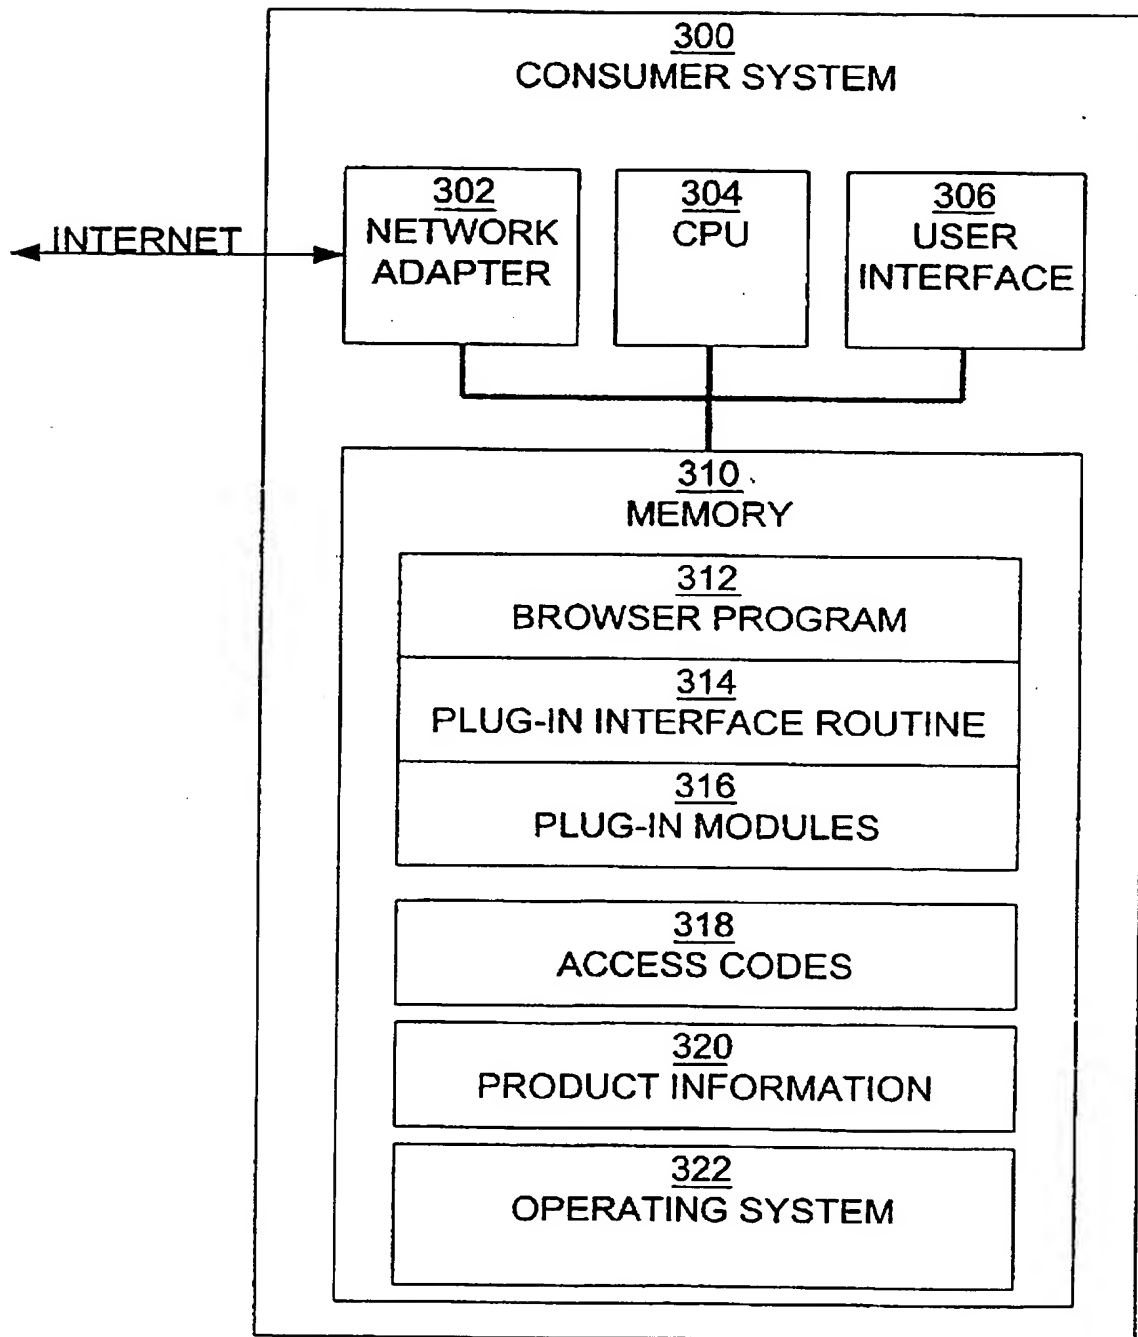 300
CONSUMER SYSTEM
INTERNET
302
NETWORK
ADAPTER
304
CPU
306
USER
INTERFACE
310
MEMORY
312
BROWSER PROGRAM
314
PLUG-IN INTERFACE ROUTINE
316
PLUG-IN MODULES
318
ACCESS CODES
320
PRODUCT INFORMATION
322
OPERATING SYSTEM